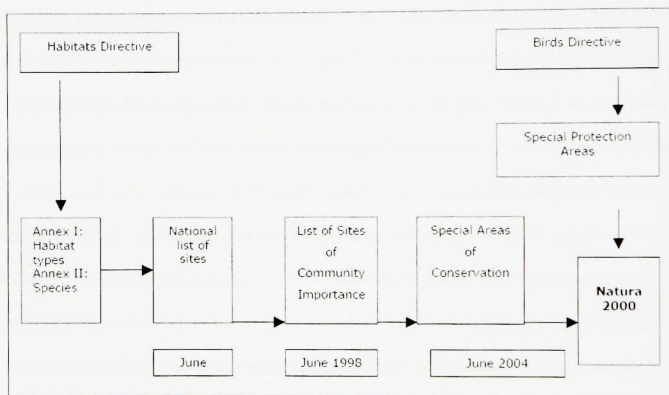 Habitats Directive
Birds Directive
Special Protection
Areas
Annex I:
Habitat
types
Annex II:
Species
National
list of
sites
List of Sites
of
Community
Importance
Special Areas
of
Conservation
Natura
2000
June
June 1998
June 2004